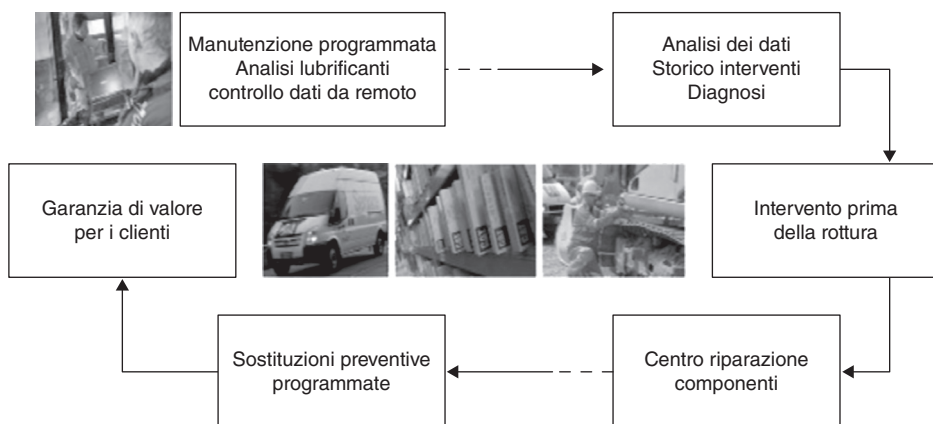 Manutenzione programmata
Analisi lubrificanti
controllo dati da remoto
Analisi dei dati
Storico interventi
Diagnosi
Intervento prima
della rottura
Centro riparazione
componenti
Sostituzioni preventive
programmate
Garanzia di valore
per i clienti